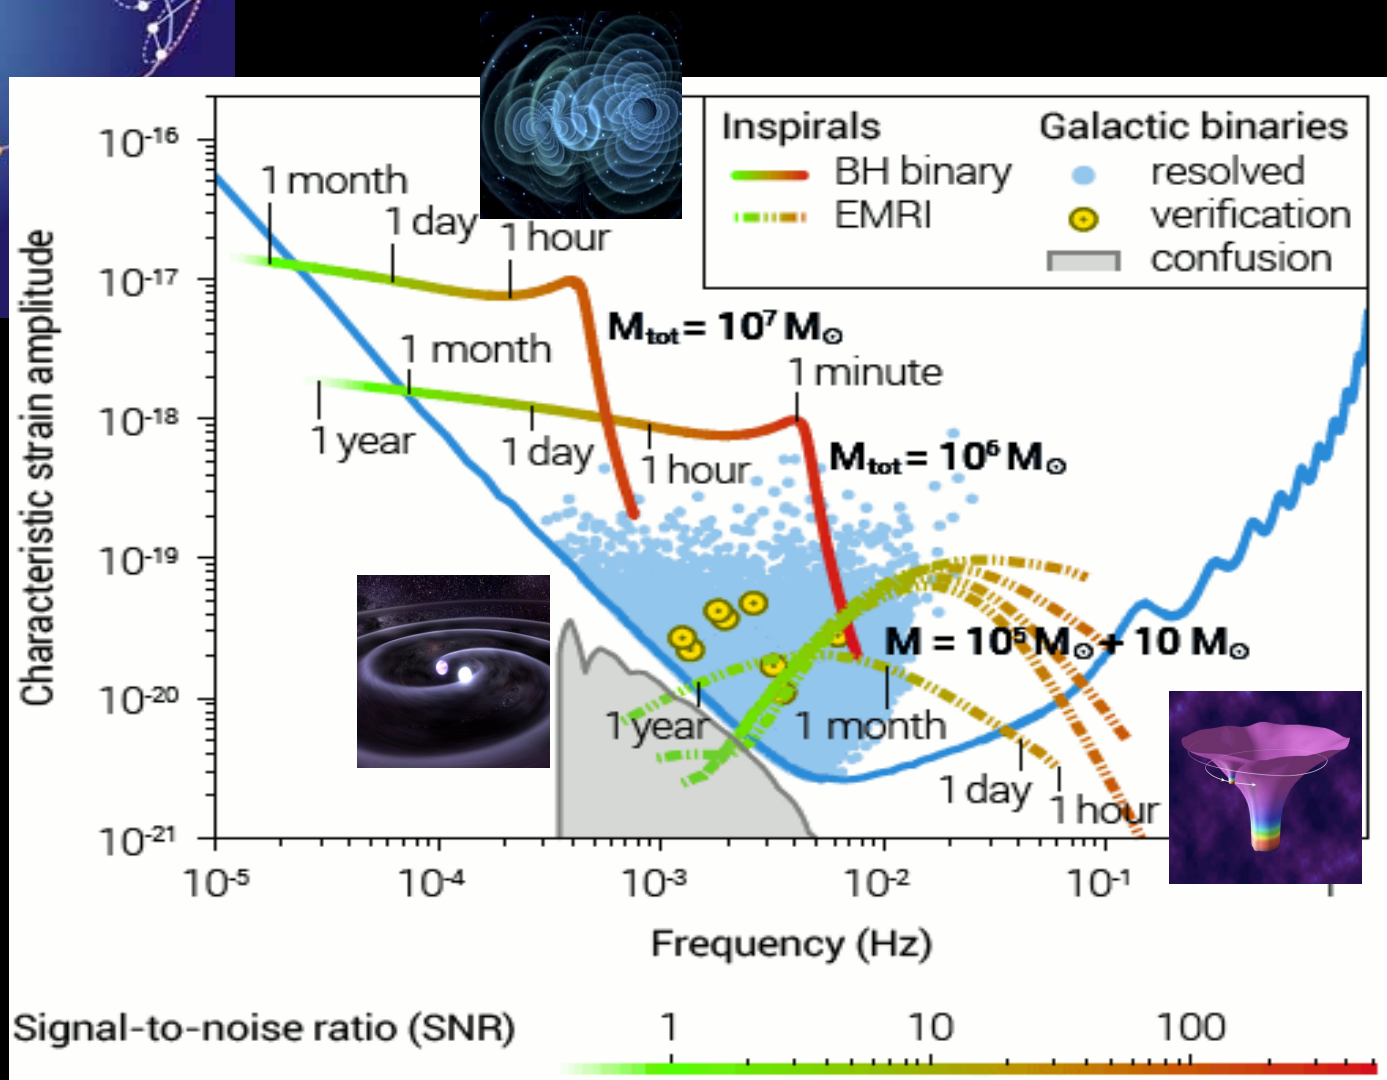 Inspirals
BH binary
EMRI
Galactic binaries
resolved
verification
confusion
Characteristic strain amplitude
10⁻¹⁶
10⁻¹⁷
10⁻¹⁸
10⁻¹⁹
10⁻²⁰
10⁻²¹
1 month
1 day
1 hour
M_tot = 10⁷ M⊙
1 month
1 minute
1 year
1 day
1 hour
M_tot = 10⁶ M⊙
M = 10⁵ M⊙ + 10 M⊙
1 year
1 month
1 day
1 hour
10⁻⁵ 10⁻⁴ 10⁻³ 10⁻² 10⁻¹
Frequency (Hz)
Signal-to-noise ratio (SNR) 1 10 100